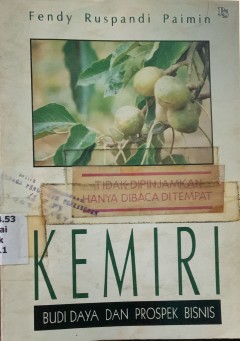 Fendy Ruspandi Paimin
TIDAK DIPINJAMKAN
HANYA DIBACA DI TEMPAT
KEMIRI
BUDI DAYA DAN PROSPEK BISNIS